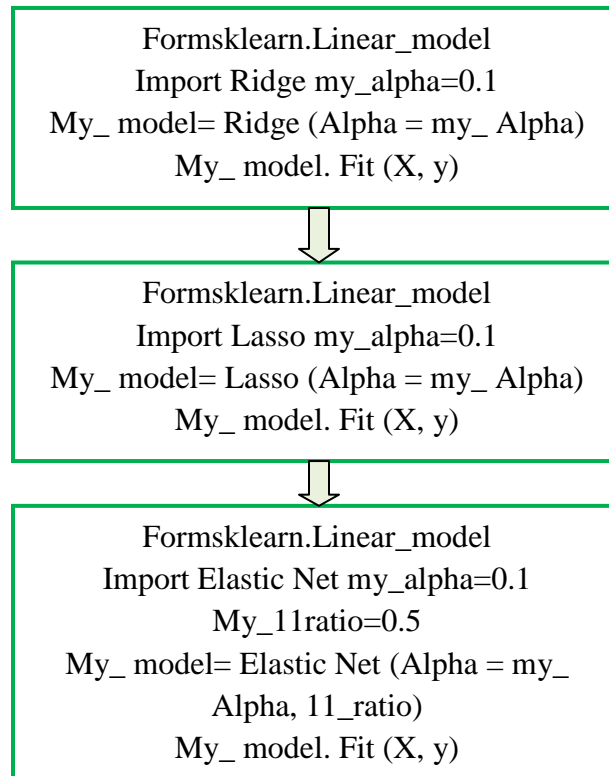 Formsklearn.Linear_model
Import Ridge my_alpha=0.1
My_ model= Ridge (Alpha = my_ Alpha)
My_ model. Fit (X, y)
Formsklearn.Linear_model
Import Lasso my_alpha=0.1
My_ model= Lasso (Alpha = my_ Alpha)
My_ model. Fit (X, y)
Formsklearn.Linear_model
Import Elastic Net my_alpha=0.1
My_11ratio=0.5
My_ model= Elastic Net (Alpha = my_
Alpha, 11_ratio)
My_ model. Fit (X, y)